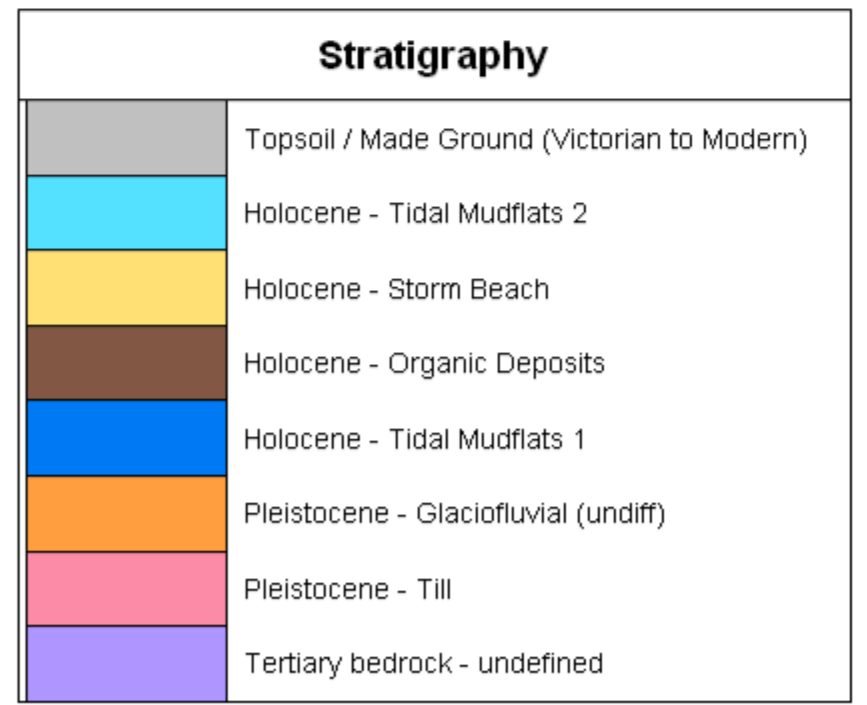 Stratigraphy
Topsoil / Made Ground (Victorian to Modern)
Holocene - Tidal Mudflats 2
Holocene - Storm Beach
Holocene - Organic Deposits
Holocene - Tidal Mudflats 1
Pleistocene - Glaciofluvial (undiff)
Pleistocene - Till
Tertiary bedrock - undefined